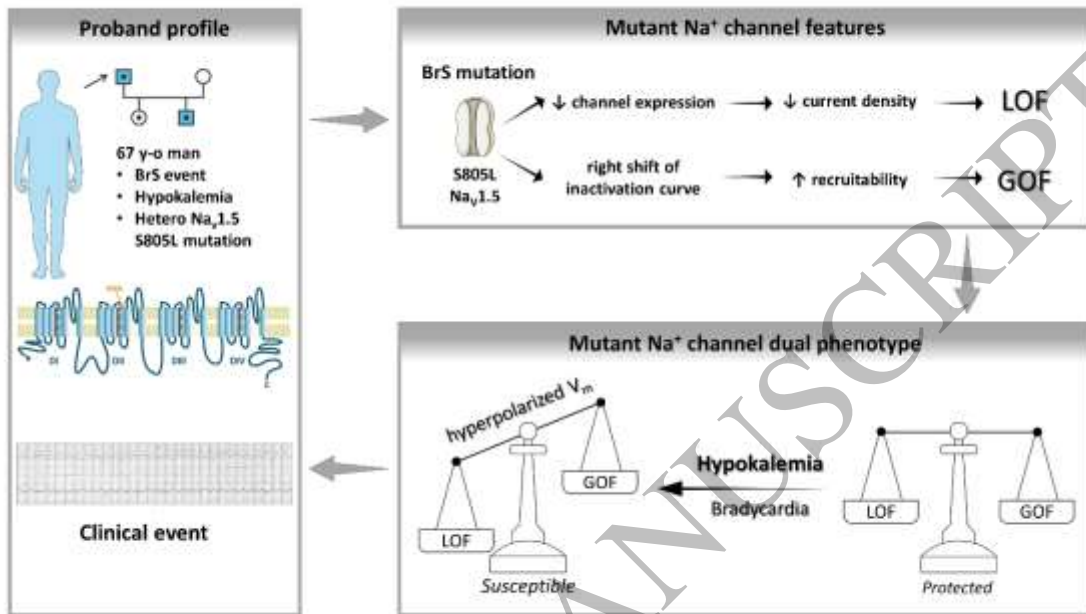 Proband profile
67 y-o man
• BrS event
• Hypokalemia
• Hetero Naᵥ1.5
S805L mutation
DI
DII
DIII
DIV
Clinical event
Mutant Na⁺ channel features
BrS mutation
S805L
Naᵥ1.5
↓ channel expression → ↓ current density → LOF
right shift of
inactivation curve → ↑ recruitability → GOF
Mutant Na⁺ channel dual phenotype
hyperpolarized Vₘ
LOF
GOF
Susceptible
Hypokalemia
Bradycardia
LOF
GOF
Protected
ANUSCRIPT